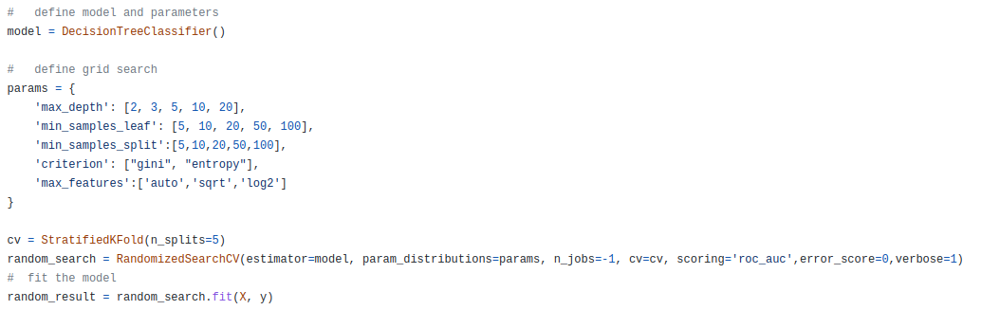 #   define model and parameters
model = DecisionTreeClassifier()

#   define grid search
params = {
    'max_depth': [2, 3, 5, 10, 20],
    'min_samples_leaf': [5, 10, 20, 50, 100],
    'min_samples_split':[5,10,20,50,100],
    'criterion': ["gini", "entropy"],
    'max_features':['auto','sqrt','log2']
}

cv = StratifiedKFold(n_splits=5)
random_search = RandomizedSearchCV(estimator=model, param_distributions=params, n_jobs=-1, cv=cv, scoring='roc_auc',error_score=0,verbose=1)
#  fit the model
random_result = random_search.fit(X, y)